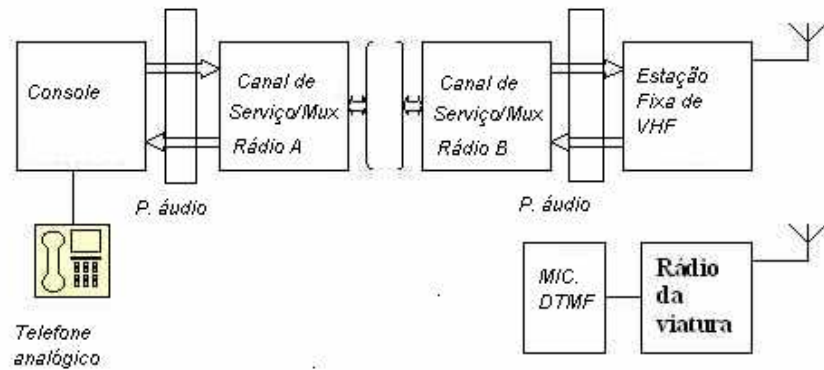 Console
P. áudio
Canal de
Serviço/Mux
Rádio A
Canal de
Serviço/Mux
Rádio B
P. áudio
Estação
Fixa de
VHF
Telefone
analógico
MIC.
DTMF
Rádio
da
viatura